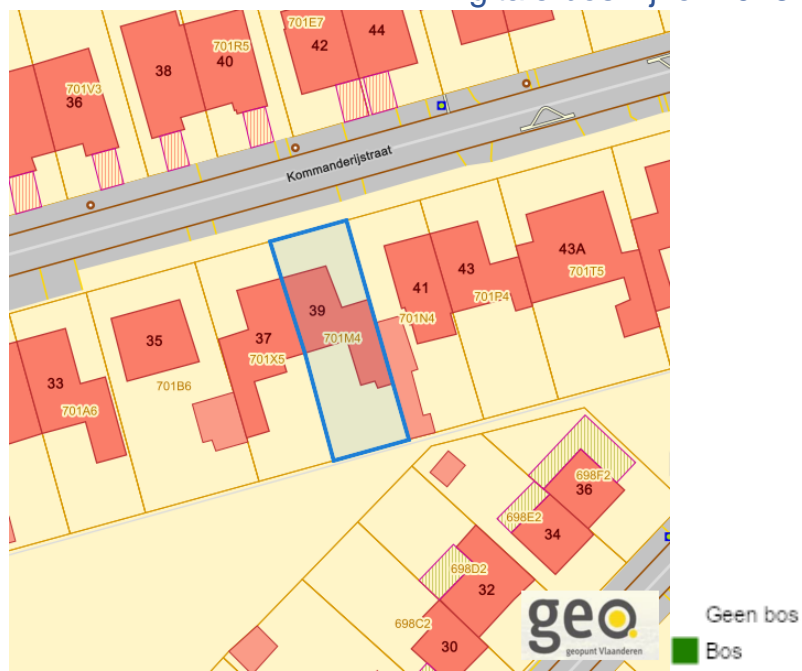 44
701E7
42
701R5
40
38
701V3
36
Kommanderijstraat
43A
701T5
43
701P4
41
701N4
39
701M4
37
701X5
35
701B6
33
701A6
698F2
36
698E2
34
698D2
32
698C2
30
geo.
geopunt Vlaanderen
Geen bos
Bos